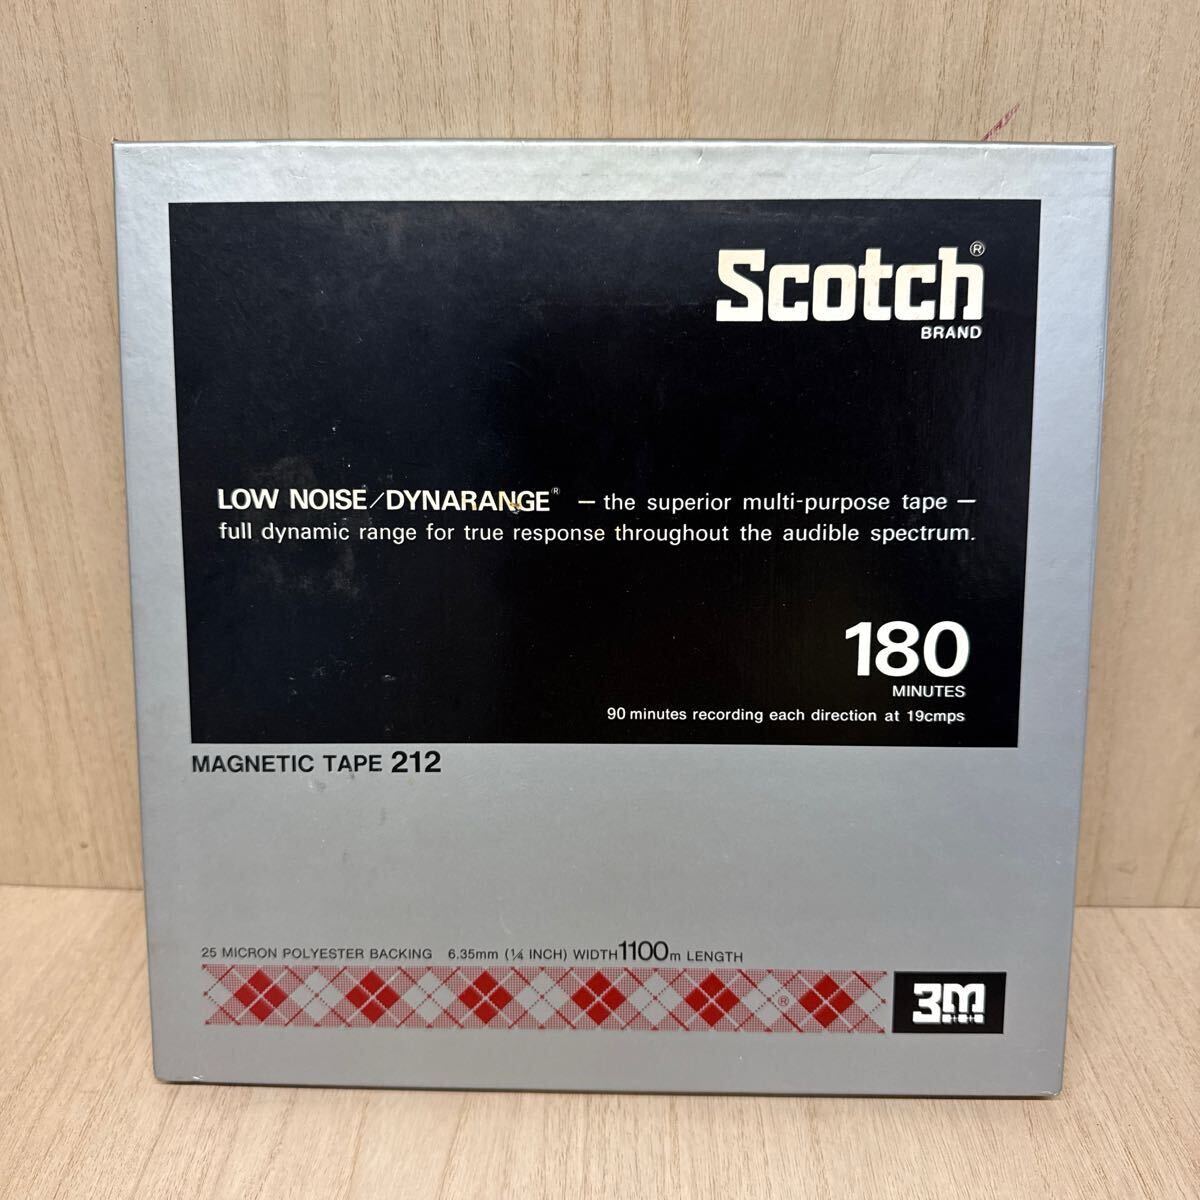 Scotch®
BRAND
LOW NOISE/DYNARANGE® — the superior multi-purpose tape —
full dynamic range for true response throughout the audible spectrum.
180
MINUTES
90 minutes recording each direction at 19cmps
MAGNETIC TAPE 212
25 MICRON POLYESTER BACKING 6.35mm (¼ INCH) WIDTH 1100m LENGTH
®
3M